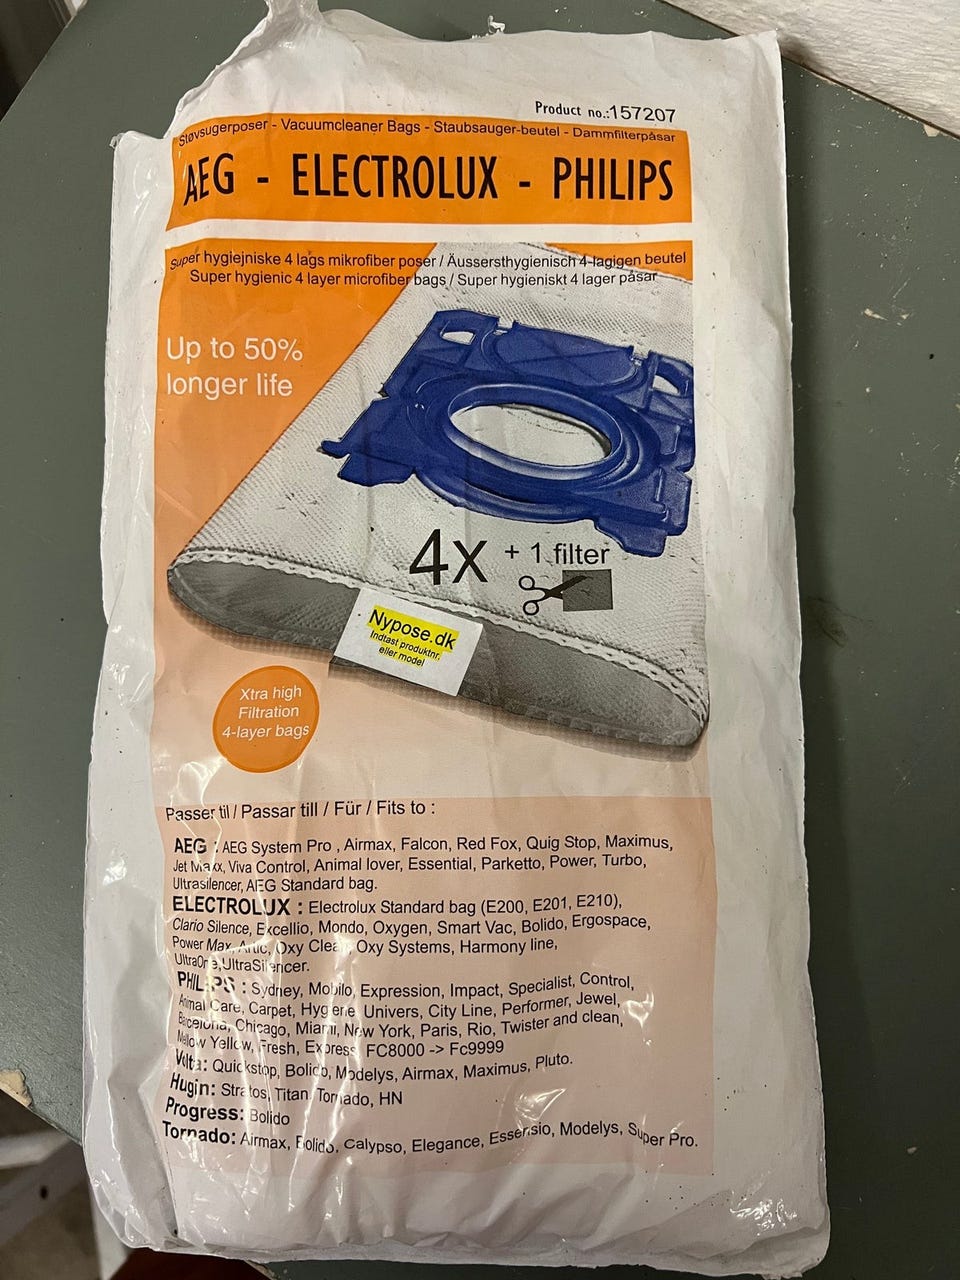 Product no.:157207
Støvsugerposer - Vacuumcleaner Bags - Staubsauger-beutel - Dammfilterpåsar
AEG - ELECTROLUX - PHILIPS
Super hygiejniske 4 lags mikrofiber poser / Äussersthygienisch 4-lagigen beutel
Super hygienic 4 layer microfiber bags / Super hygieniskt 4 lager påsar
Up to 50%
longer life
4x + 1 filter
Nypose.dk
Indtast produktnr.
eller model
Xtra high
Filtration
4-layer bags
Passer til / Passar till / Für / Fits to :
AEG : AEG System Pro , Airmax, Falcon, Red Fox, Quig Stop, Maximus,
Jet Maxx, Viva Control, Animal lover, Essential, Parketto, Power, Turbo,
Ultrasilencer, AEG Standard bag.
ELECTROLUX : Electrolux Standard bag (E200, E201, E210),
Clario Silence, Excellio, Mondo, Oxygen, Smart Vac, Bolido, Ergospace,
Power Max, Artic, Oxy Clean, Oxy Systems, Harmony line,
UltraOne,UltraSilencer.
PHILIPS : Sydney, Mobilo, Expression, Impact, Specialist, Control,
Animal Care, Carpet, Hygiene, Univers, City Line, Performer, Jewel,
Barcelona, Chicago, Miami, New York, Paris, Rio, Twister and clean,
Mellow Yellow, Fresh, Express, FC8000 -> Fc9999
Volta: Quickstop, Bolido, Modelys, Airmax, Maximus, Pluto.
Hugin: Stratos, Titan, Tornado, HN
Progress: Bolido
Tornado: Airmax, Bolido, Calypso, Elegance, Essensio, Modelys, Super Pro.